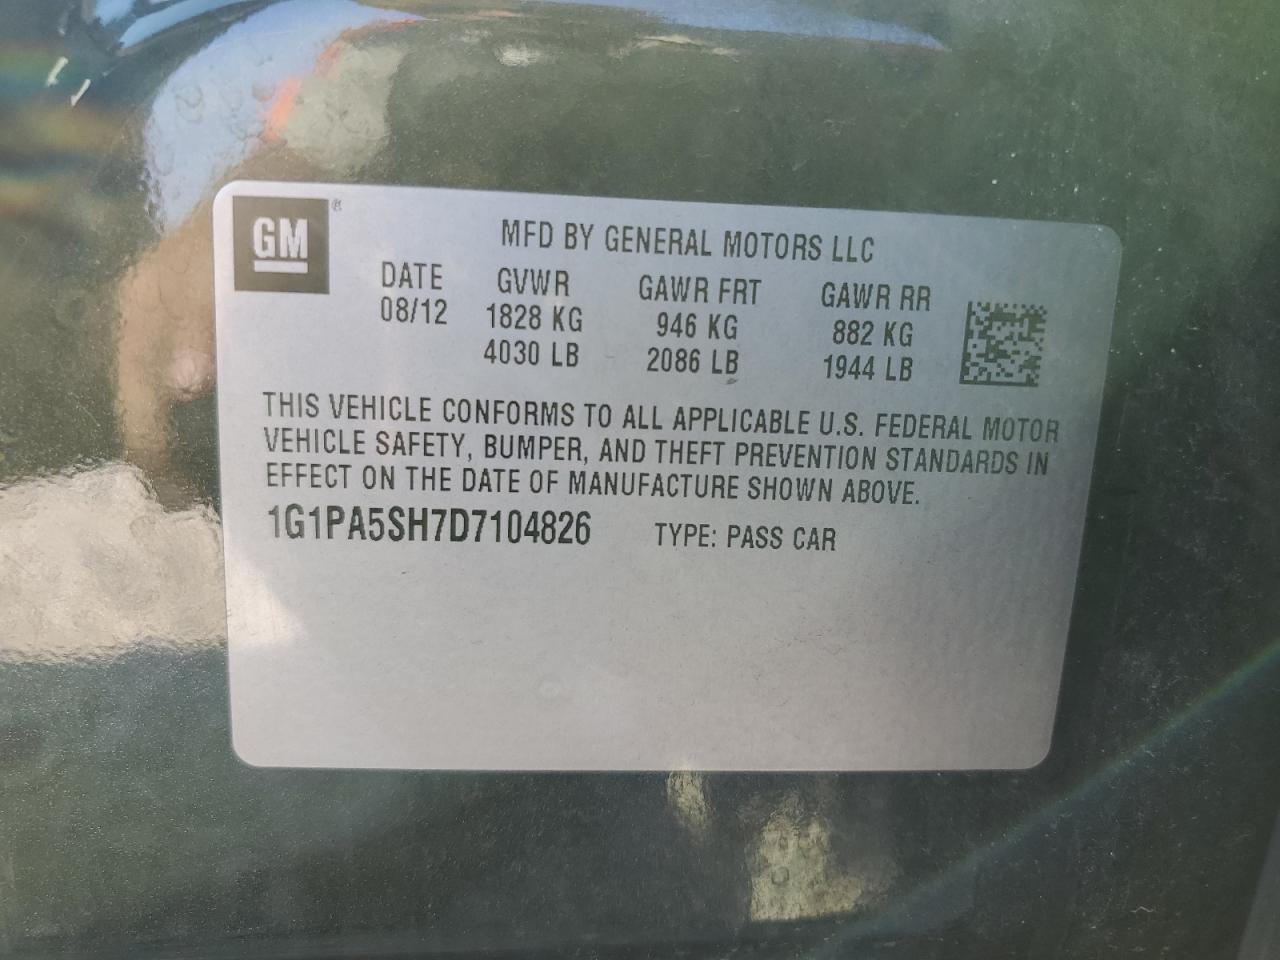 GM ®
MFD BY GENERAL MOTORS LLC
DATE GVWR GAWR FRT GAWR RR
08/12 1828 KG 946 KG 882 KG
4030 LB 2086 LB 1944 LB
THIS VEHICLE CONFORMS TO ALL APPLICABLE U.S. FEDERAL MOTOR
VEHICLE SAFETY, BUMPER, AND THEFT PREVENTION STANDARDS IN
EFFECT ON THE DATE OF MANUFACTURE SHOWN ABOVE.
1G1PA5SH7D7104826 TYPE: PASS CAR